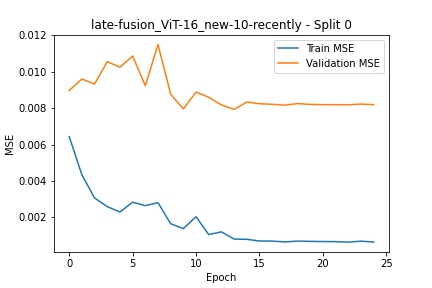 late-fusion_ViT-16_new-10-recently - Split 0
Train MSE
Validation MSE
MSE
0.012
0.010
0.008
0.006
0.004
0.002
0 5 10 15 20 25
Epoch